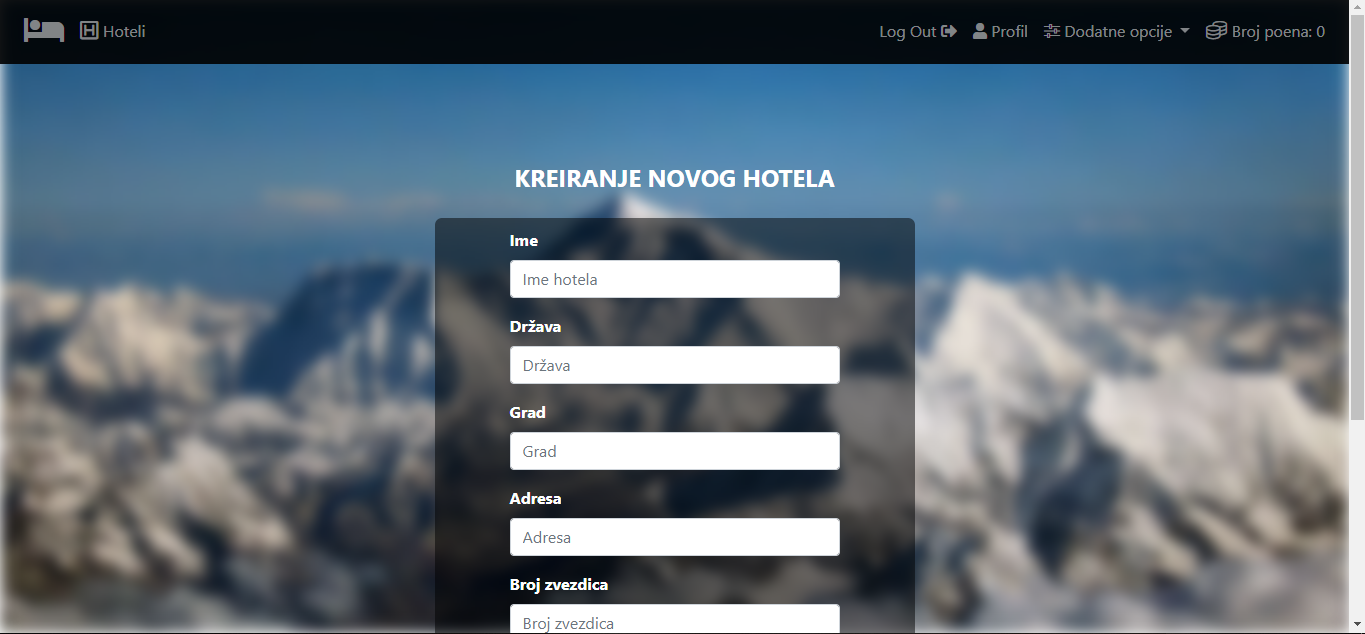 Hoteli
Log Out
Profil
Dodatne opcije
Broj poena: 0
KREIRANJE NOVOG HOTELA
Ime
Ime hotela
Država
Država
Grad
Grad
Adresa
Adresa
Broj zvezdica
Broj zvezdica